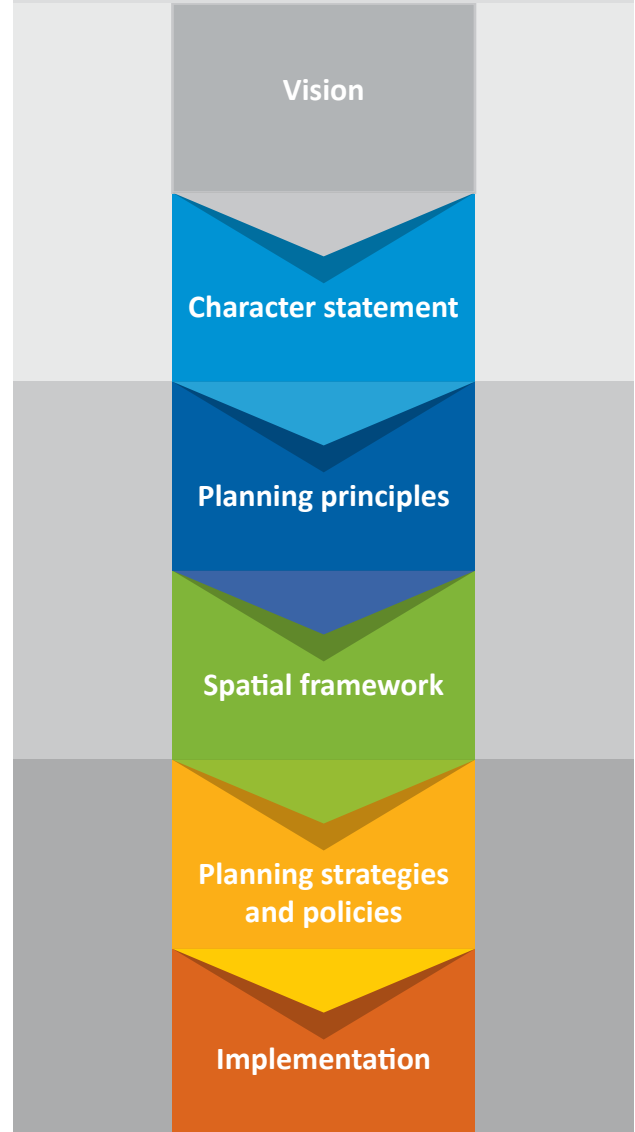 Vision
Character statement
Planning principles
Spatial framework
Planning strategies
and policies
Implementation